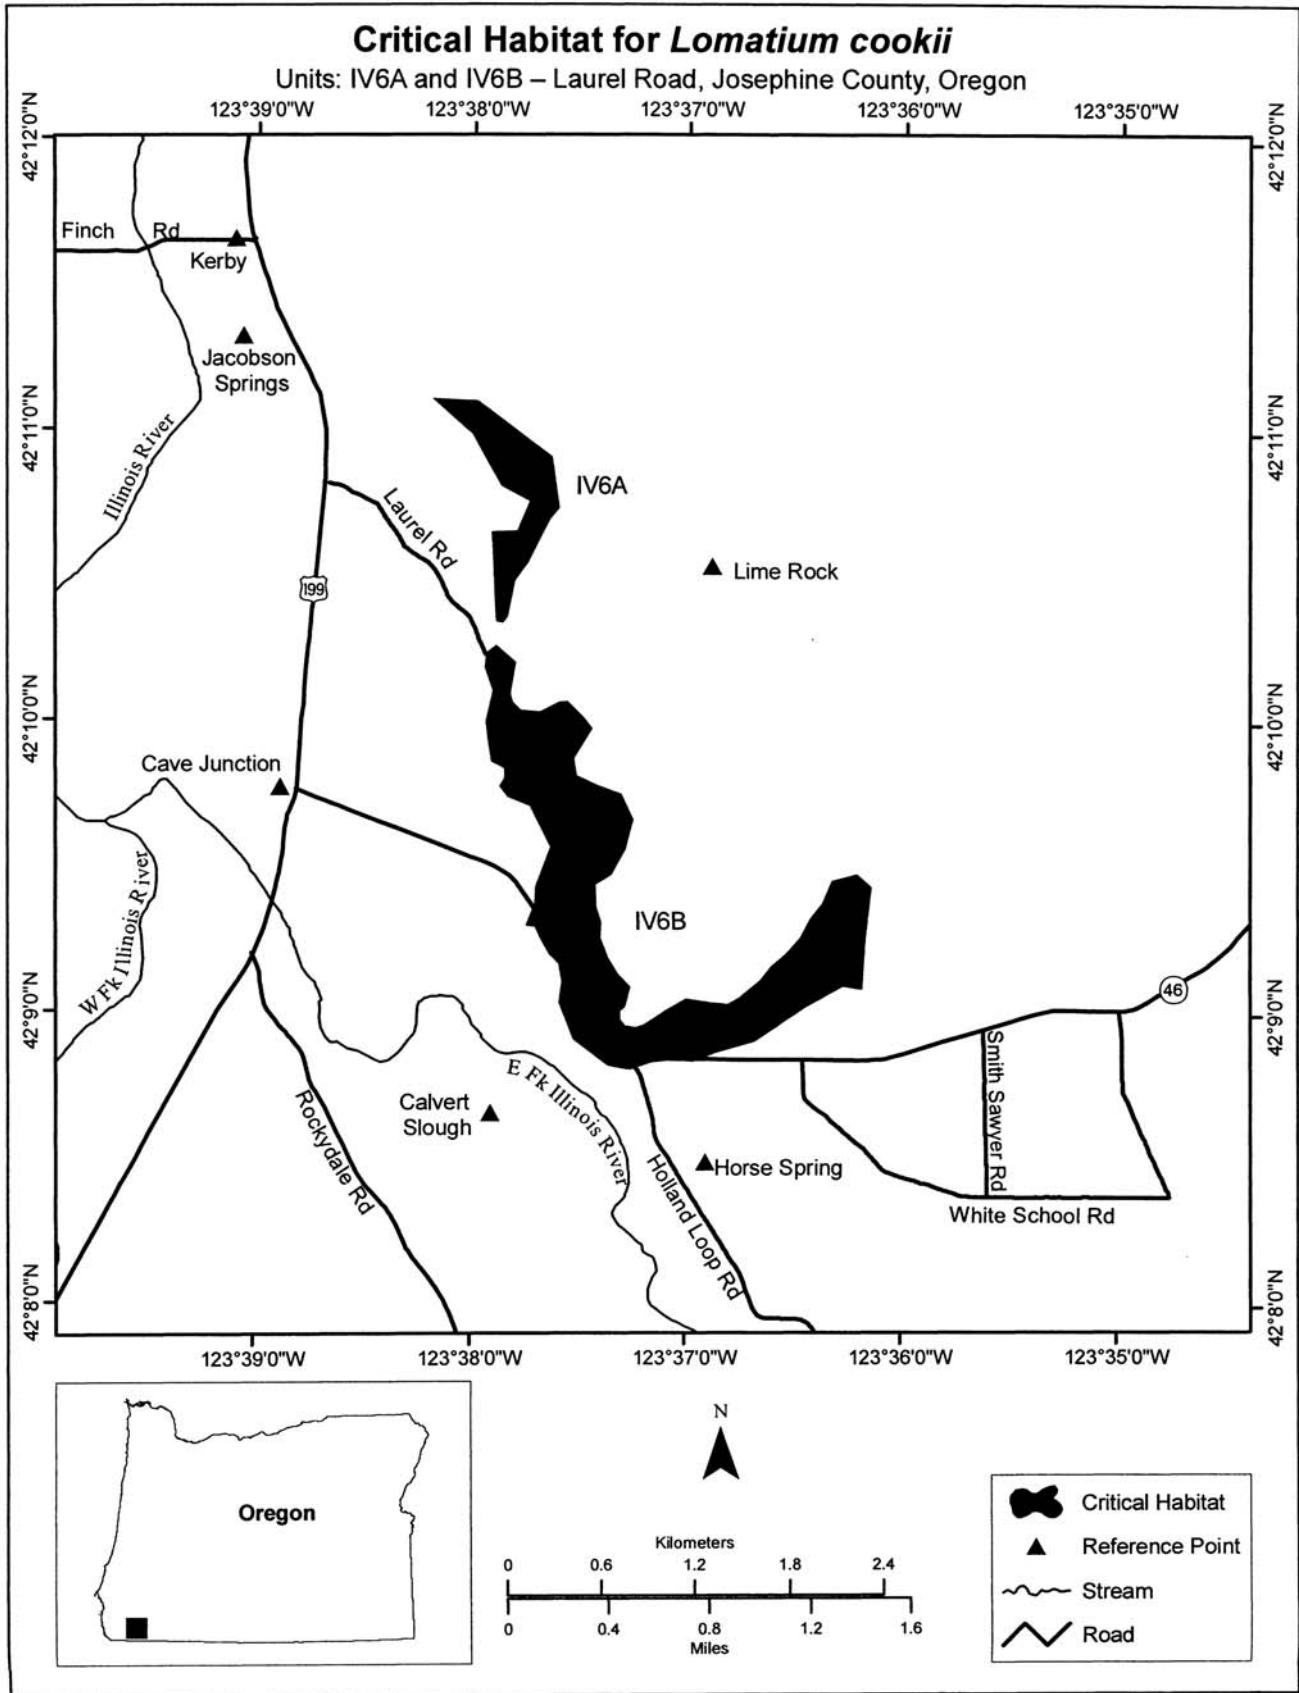 Critical Habitat for Lomatium cookii
Units: IV6A and IV6B – Laurel Road, Josephine County, Oregon
123°39'0"W 123°38'0"W 123°37'0"W 123°36'0"W 123°35'0"W
42°12'0"N
42°12'0"N
Finch Rd
Kerby
Jacobson
Springs
Illinois River
42°11'0"N
42°11'0"N
IV6A
Laurel Rd
Lime Rock
199
42°10'0"N
42°10'0"N
Cave Junction
W Fk Illinois River
IV6B
46
42°9'0"N
42°9'0"N
E Fk Illinois River
Calvert
Slough
Rockydale Rd
Holland Loop Rd
Horse Spring
Smith Sawyer Rd
White School Rd
42°8'0"N
42°8'0"N
123°39'0"W 123°38'0"W 123°37'0"W 123°36'0"W 123°35'0"W
Oregon
N
Kilometers
0 0.6 1.2 1.8 2.4
0 0.4 0.8 1.2 1.6
Miles
Critical Habitat
Reference Point
Stream
Road